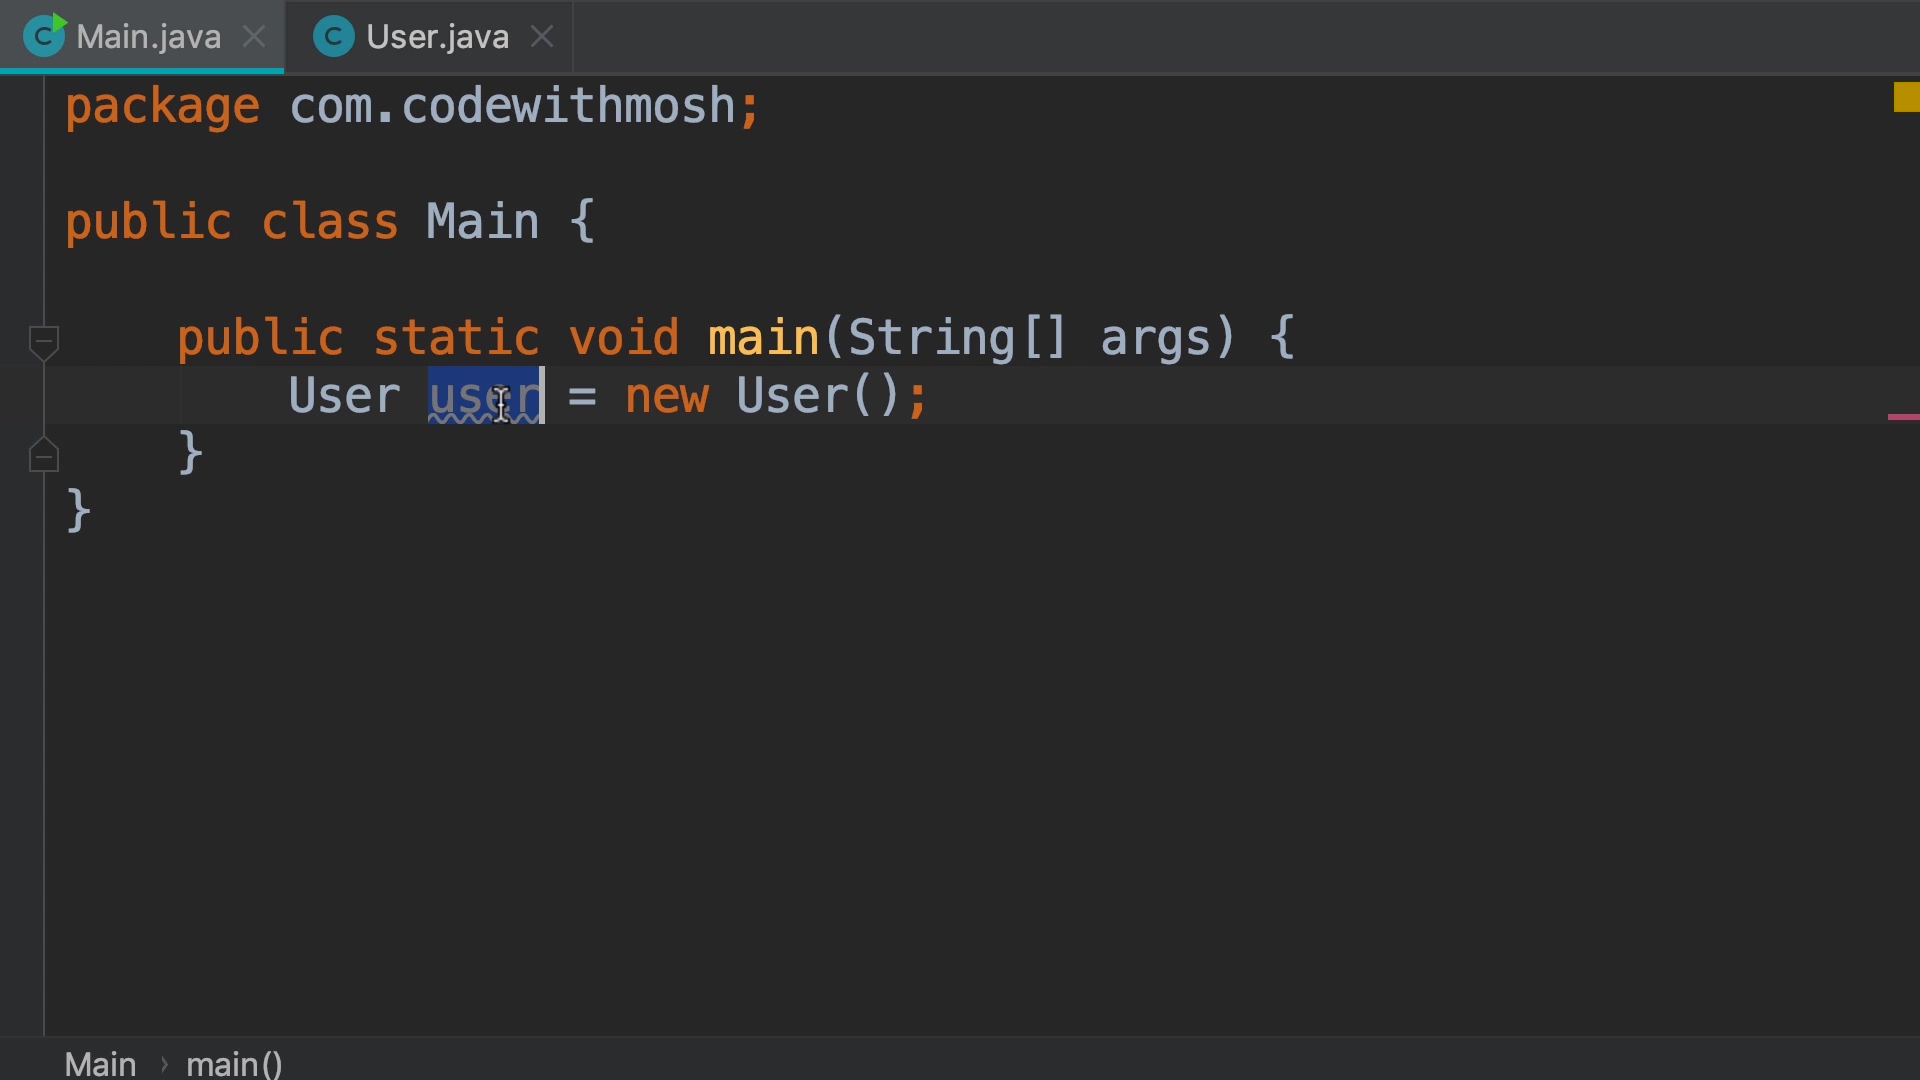 Main.java User.java
package com.codewithmosh;
public class Main {
public static void main(String[] args) {
User user = new User();
}
}
Main › main()